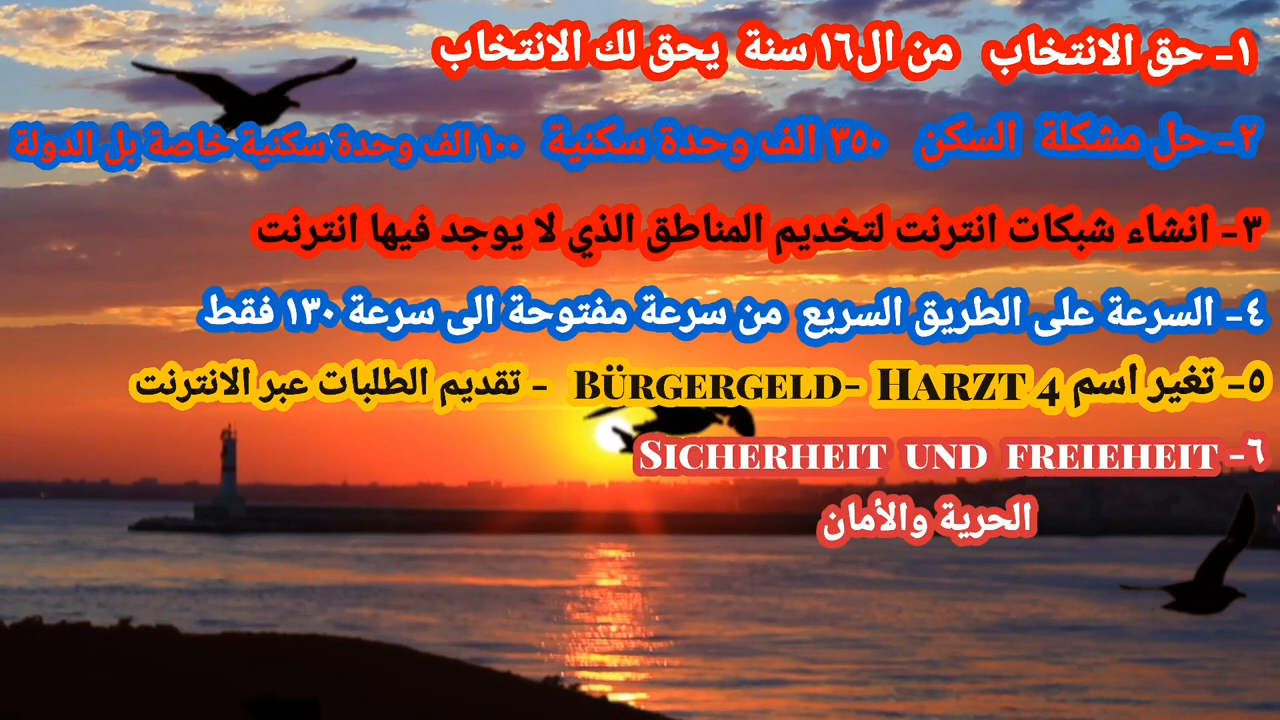 ١- حق الانتخاب من ال١٦ سنة يحق لك الانتخاب
٢- حل مشكلة السكن ٣٥٠ الف وحدة سكنية ١٠٠ الف وحدة سكنية خاصة بل الدولة
٣- انشاء شبكات انترنت لتخديم المناطق الذي لا يوجد فيها انترنت
٤- السرعة على الطريق السريع من سرعة مفتوحة الى سرعة ١٣٠ فقط
٥- تغير اسم Harzt 4 -Bürgergeld - تقديم الطلبات عبر الانترنت
٦- Sicherheit und freieheit
الحرية والأمان